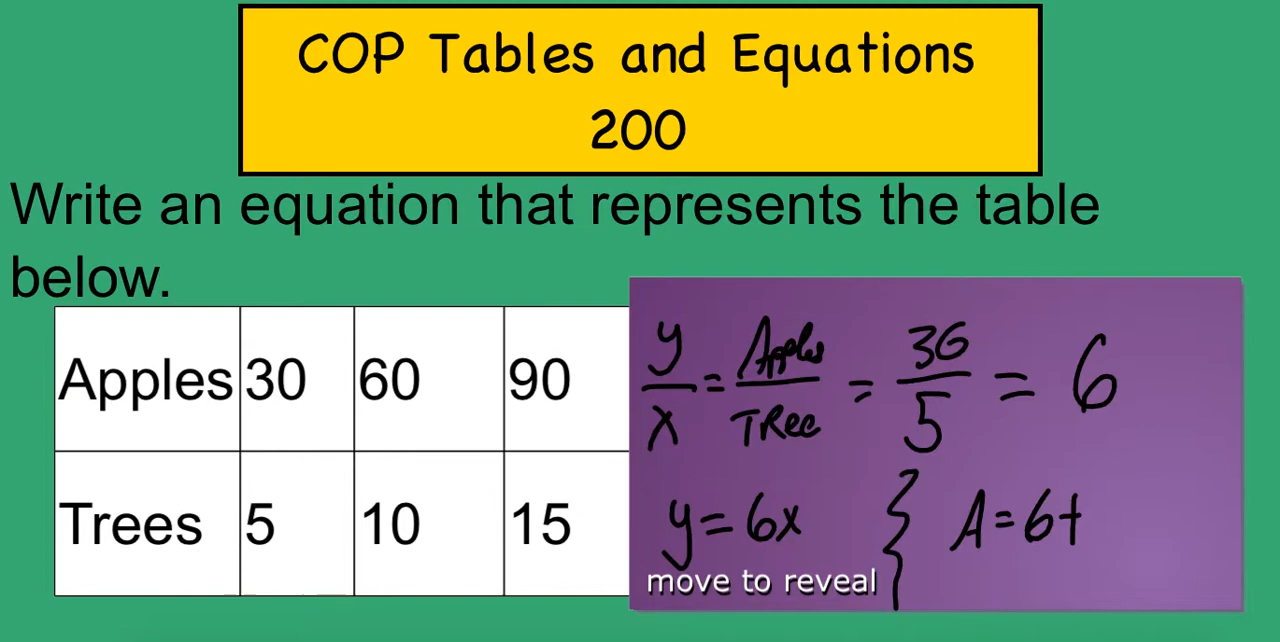 COP Tables and Equations
200
Write an equation that represents the table
below.
Apples 30 60 90
Trees 5 10 15
y/x = Apples/TRee = 30/5 = 6
y = 6x { A = 6t
move to reveal